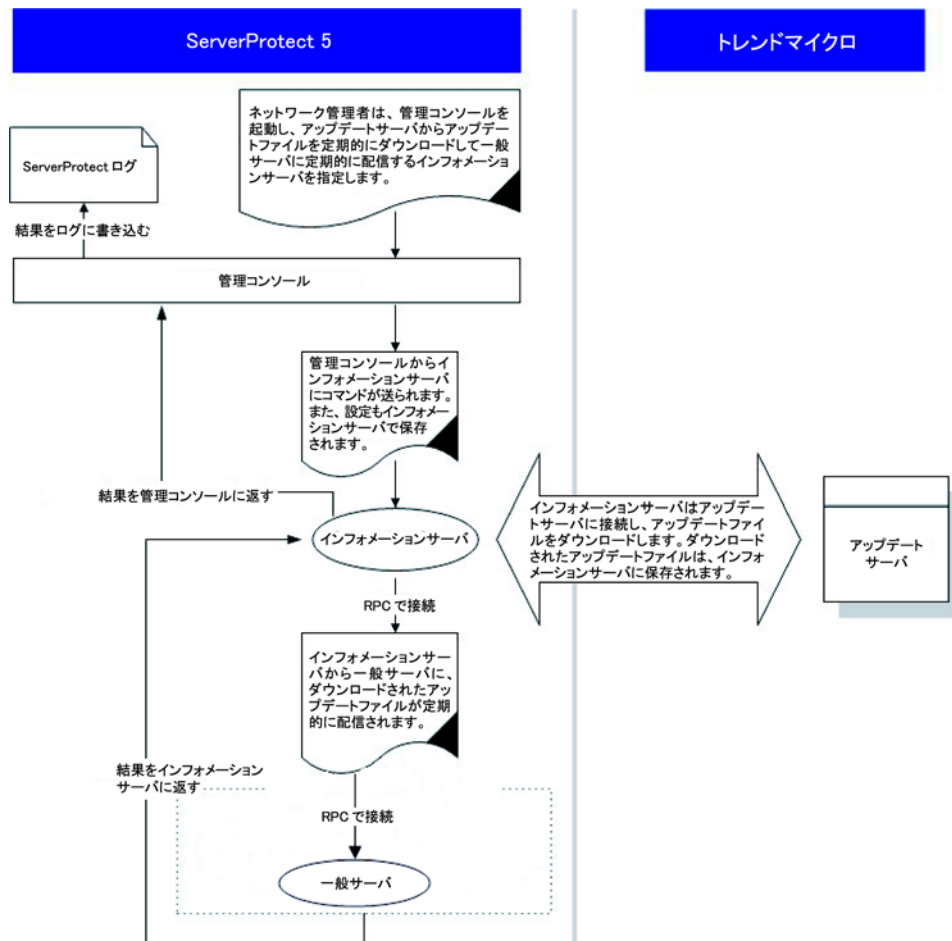 ServerProtect 5
トレンドマイクロ
ネットワーク管理者は、管理コンソールを
起動し、アップデートサーバからアップデー
トファイルを定期的にダウンロードして一般
サーバに定期的に配信するインフォメーショ
ンサーバを指定します。
ServerProtect ログ
結果をログに書き込む
管理コンソール
管理コンソールからイ
ンフォメーションサーバ
にコマンドが送られます。
また、設定もインフォメー
ションサーバで保存
されます。
結果を管理コンソールに返す
インフォメーションサーバ
インフォメーションサーバはアップデー
トサーバに接続し、アップデートファイ
ルをダウンロードします。ダウンロード
されたアップデートファイルは、インフォ
メーションサーバに保存されます。
アップデート
サーバ
RPC で接続
インフォメーションサー
バから一般サーバに、
ダウンロードされたアッ
プデートファイルが定期
的に配信されます。
結果をインフォメーション
サーバに返す
RPC で接続
一般サーバ